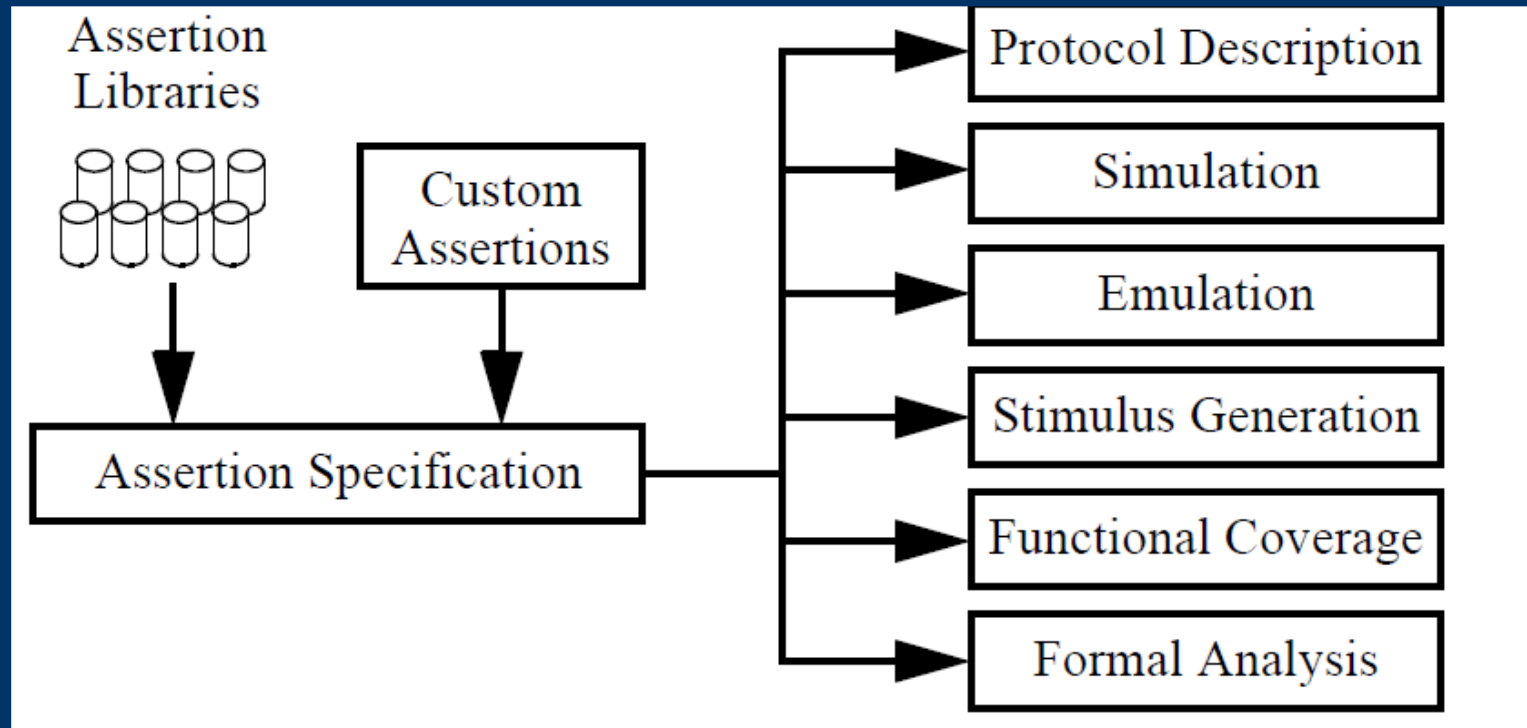 Assertion
Libraries
Custom
Assertions
Assertion Specification
Protocol Description
Simulation
Emulation
Stimulus Generation
Functional Coverage
Formal Analysis